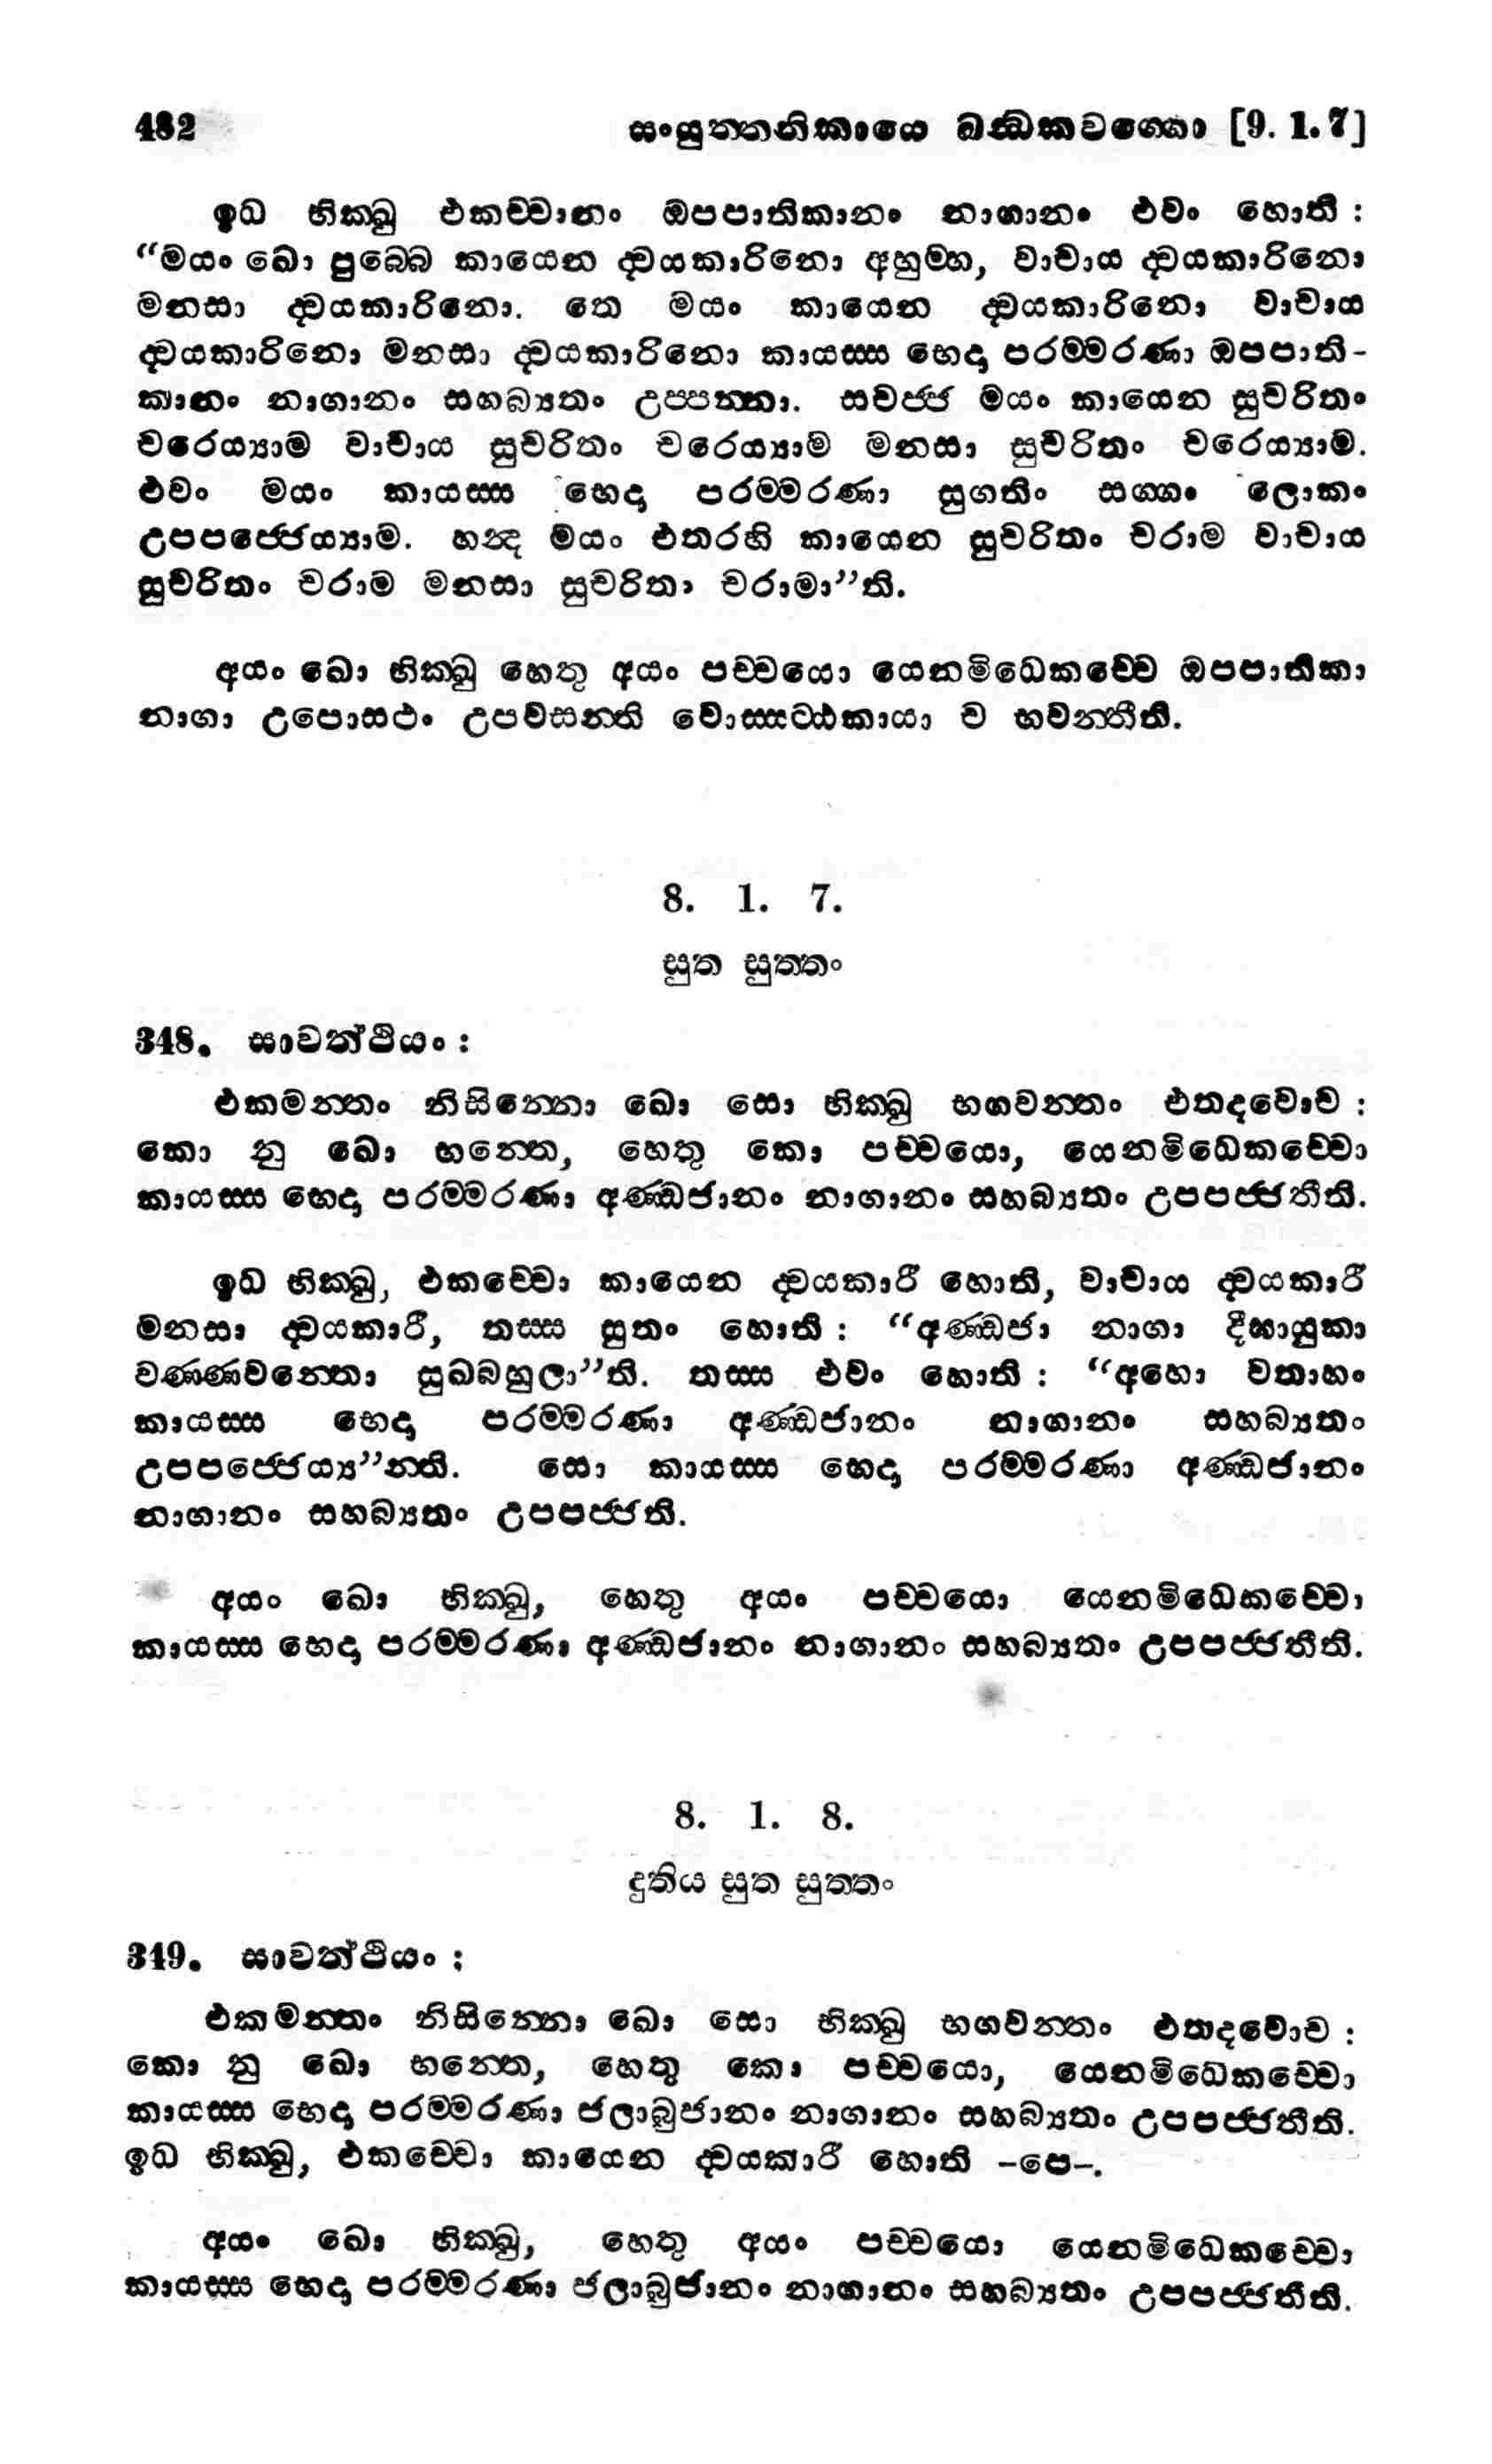 482 සංයුත්තනිකායෙ ඛන්ධකවග්ගො [9. 1. 7]
ඉධ භික්ඛු එකච්චානං ඔපපාතිකානං නාගානං එවං හොති :
“මයං ඛො පුබ්බෙ කායෙන ද්වයකාරිනො අහුම්හ, වාචාය ද්වයකාරිනො
මනසා ද්වයකාරිනො. තෙ මයං කායෙන ද්වයකාරිනො වාචාය
ද්වයකාරිනො මනසා ද්වයකාරිනො කායස්ස භෙදා පරම්මරණා ඔපපාති-
කානං නාගානං සහබ්‍යතං උප්පන්නා. සචජ්ජ මයං කායෙන සුචරිතං
චරෙය්‍යාම වාචාය සුචරිතං චරෙය්‍යාම මනසා සුචරිතං චරෙය්‍යාම.
එවං මයං කායස්ස භෙදා පරම්මරණා සුගතිං සග්ගං ලොකං
උපපජ්ජෙය්‍යාම. හන්ද මයං එතරහි කායෙන සුචරිතං චරාම වාචාය
සුචරිතං චරාම මනසා සුචරිතං චරාමා”ති.
අයං ඛො භික්ඛු හෙතු අයං පච්චයො යෙනමිධෙකච්චෙ ඔපපාතිකා
නාගා උපොසථං උපවසන්ති වොස්සට්ඨකායා ච භවන්තීති.
8. 1. 7.
සුත සුත්තං
348. සාවත්ථියං :
එකමන්තං නිසින්නො ඛො සො භික්ඛු භගවන්තං එතදවොච :
කො නු ඛො භන්තෙ, හෙතු කො පච්චයො, යෙනමිධෙකච්චො
කායස්ස භෙදා පරම්මරණා අණ්ඩජානං නාගානං සහබ්‍යතං උපපජ්ජතීති.
ඉධ භික්ඛු, එකච්චො කායෙන ද්වයකාරී හොති, වාචාය ද්වයකාරී
මනසා ද්වයකාරී, තස්ස සුතං හොති : “අණ්ඩජා නාගා දීඝායුකා
වණ්ණවන්තො සුඛබහුලා”ති. තස්ස එවං හොති : “අහො වතාහං
කායස්ස භෙදා පරම්මරණා අණ්ඩජානං නාගානං සහබ්‍යතං
උපපජ්ජෙය්‍ය”න්ති. සො කායස්ස භෙදා පරම්මරණා අණ්ඩජානං
නාගානං සහබ්‍යතං උපපජ්ජති.
අයං ඛො භික්ඛු, හෙතු අයං පච්චයො යෙනමිධෙකච්චො
කායස්ස භෙදා පරම්මරණා අණ්ඩජානං නාගානං සහබ්‍යතං උපපජ්ජතීති.
8. 1. 8.
දුතිය සුත සුත්තං
349. සාවත්ථියං :
එකමන්තං නිසින්නො ඛො සො භික්ඛු භගවන්තං එතදවොච :
කො නු ඛො භන්තෙ, හෙතු කො පච්චයො, යෙනමිධෙකච්චො
කායස්ස භෙදා පරම්මරණා ජලාබුජානං නාගානං සහබ්‍යතං උපපජ්ජතීති.
ඉධ භික්ඛු, එකච්චො කායෙන ද්වයකාරී හොති –පෙ–.
අයං ඛො භික්ඛු, හෙතු අයං පච්චයො යෙනමිධෙකච්චො
කායස්ස භෙදා පරම්මරණා ජලාබුජානං නාගානං සහබ්‍යතං උපපජ්ජතීති.